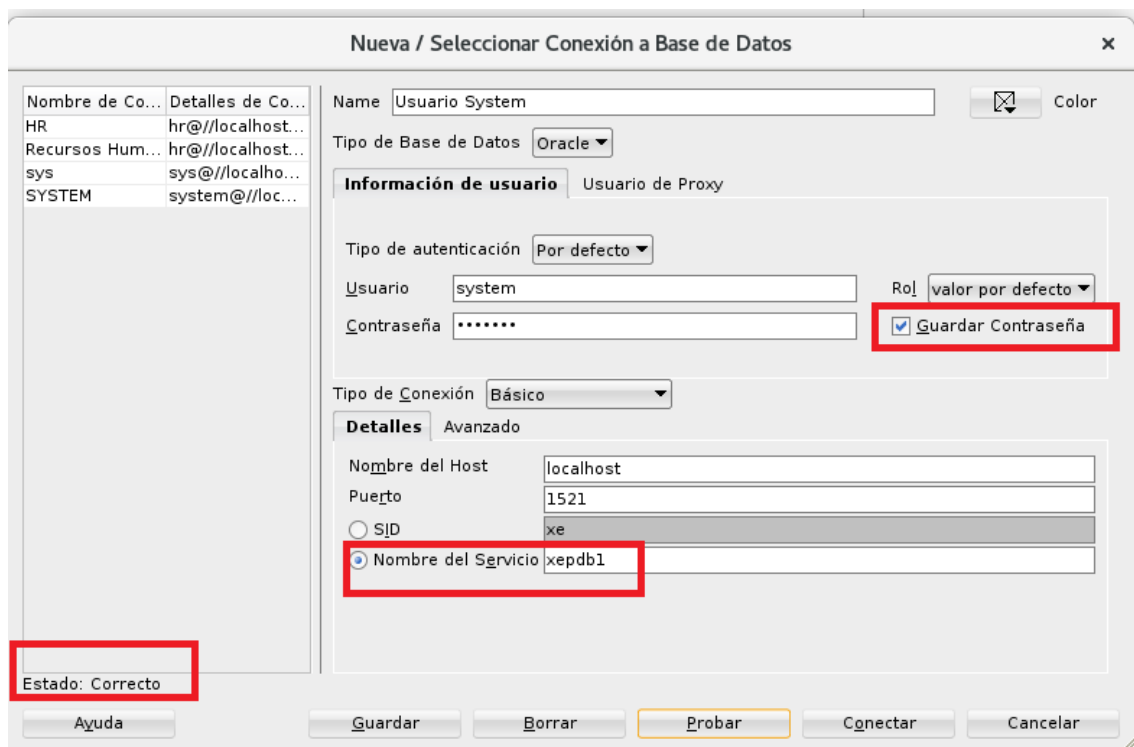 Nueva / Seleccionar Conexión a Base de Datos
Nombre de Co... Detalles de Co...
HR hr@//localhost...
Recursos Hum... hr@//localhost...
sys sys@//localho...
SYSTEM system@//loc...
Name Usuario System Color
Tipo de Base de Datos Oracle
Información de usuario Usuario de Proxy
Tipo de autenticación Por defecto
Usuario system Rol valor por defecto
Contraseña ••••••• Guardar Contraseña
Tipo de Conexión Básico
Detalles Avanzado
Nombre del Host localhost
Puerto 1521
SID xe
Nombre del Servicio xepdb1
Estado: Correcto
Ayuda Guardar Borrar Probar Conectar Cancelar